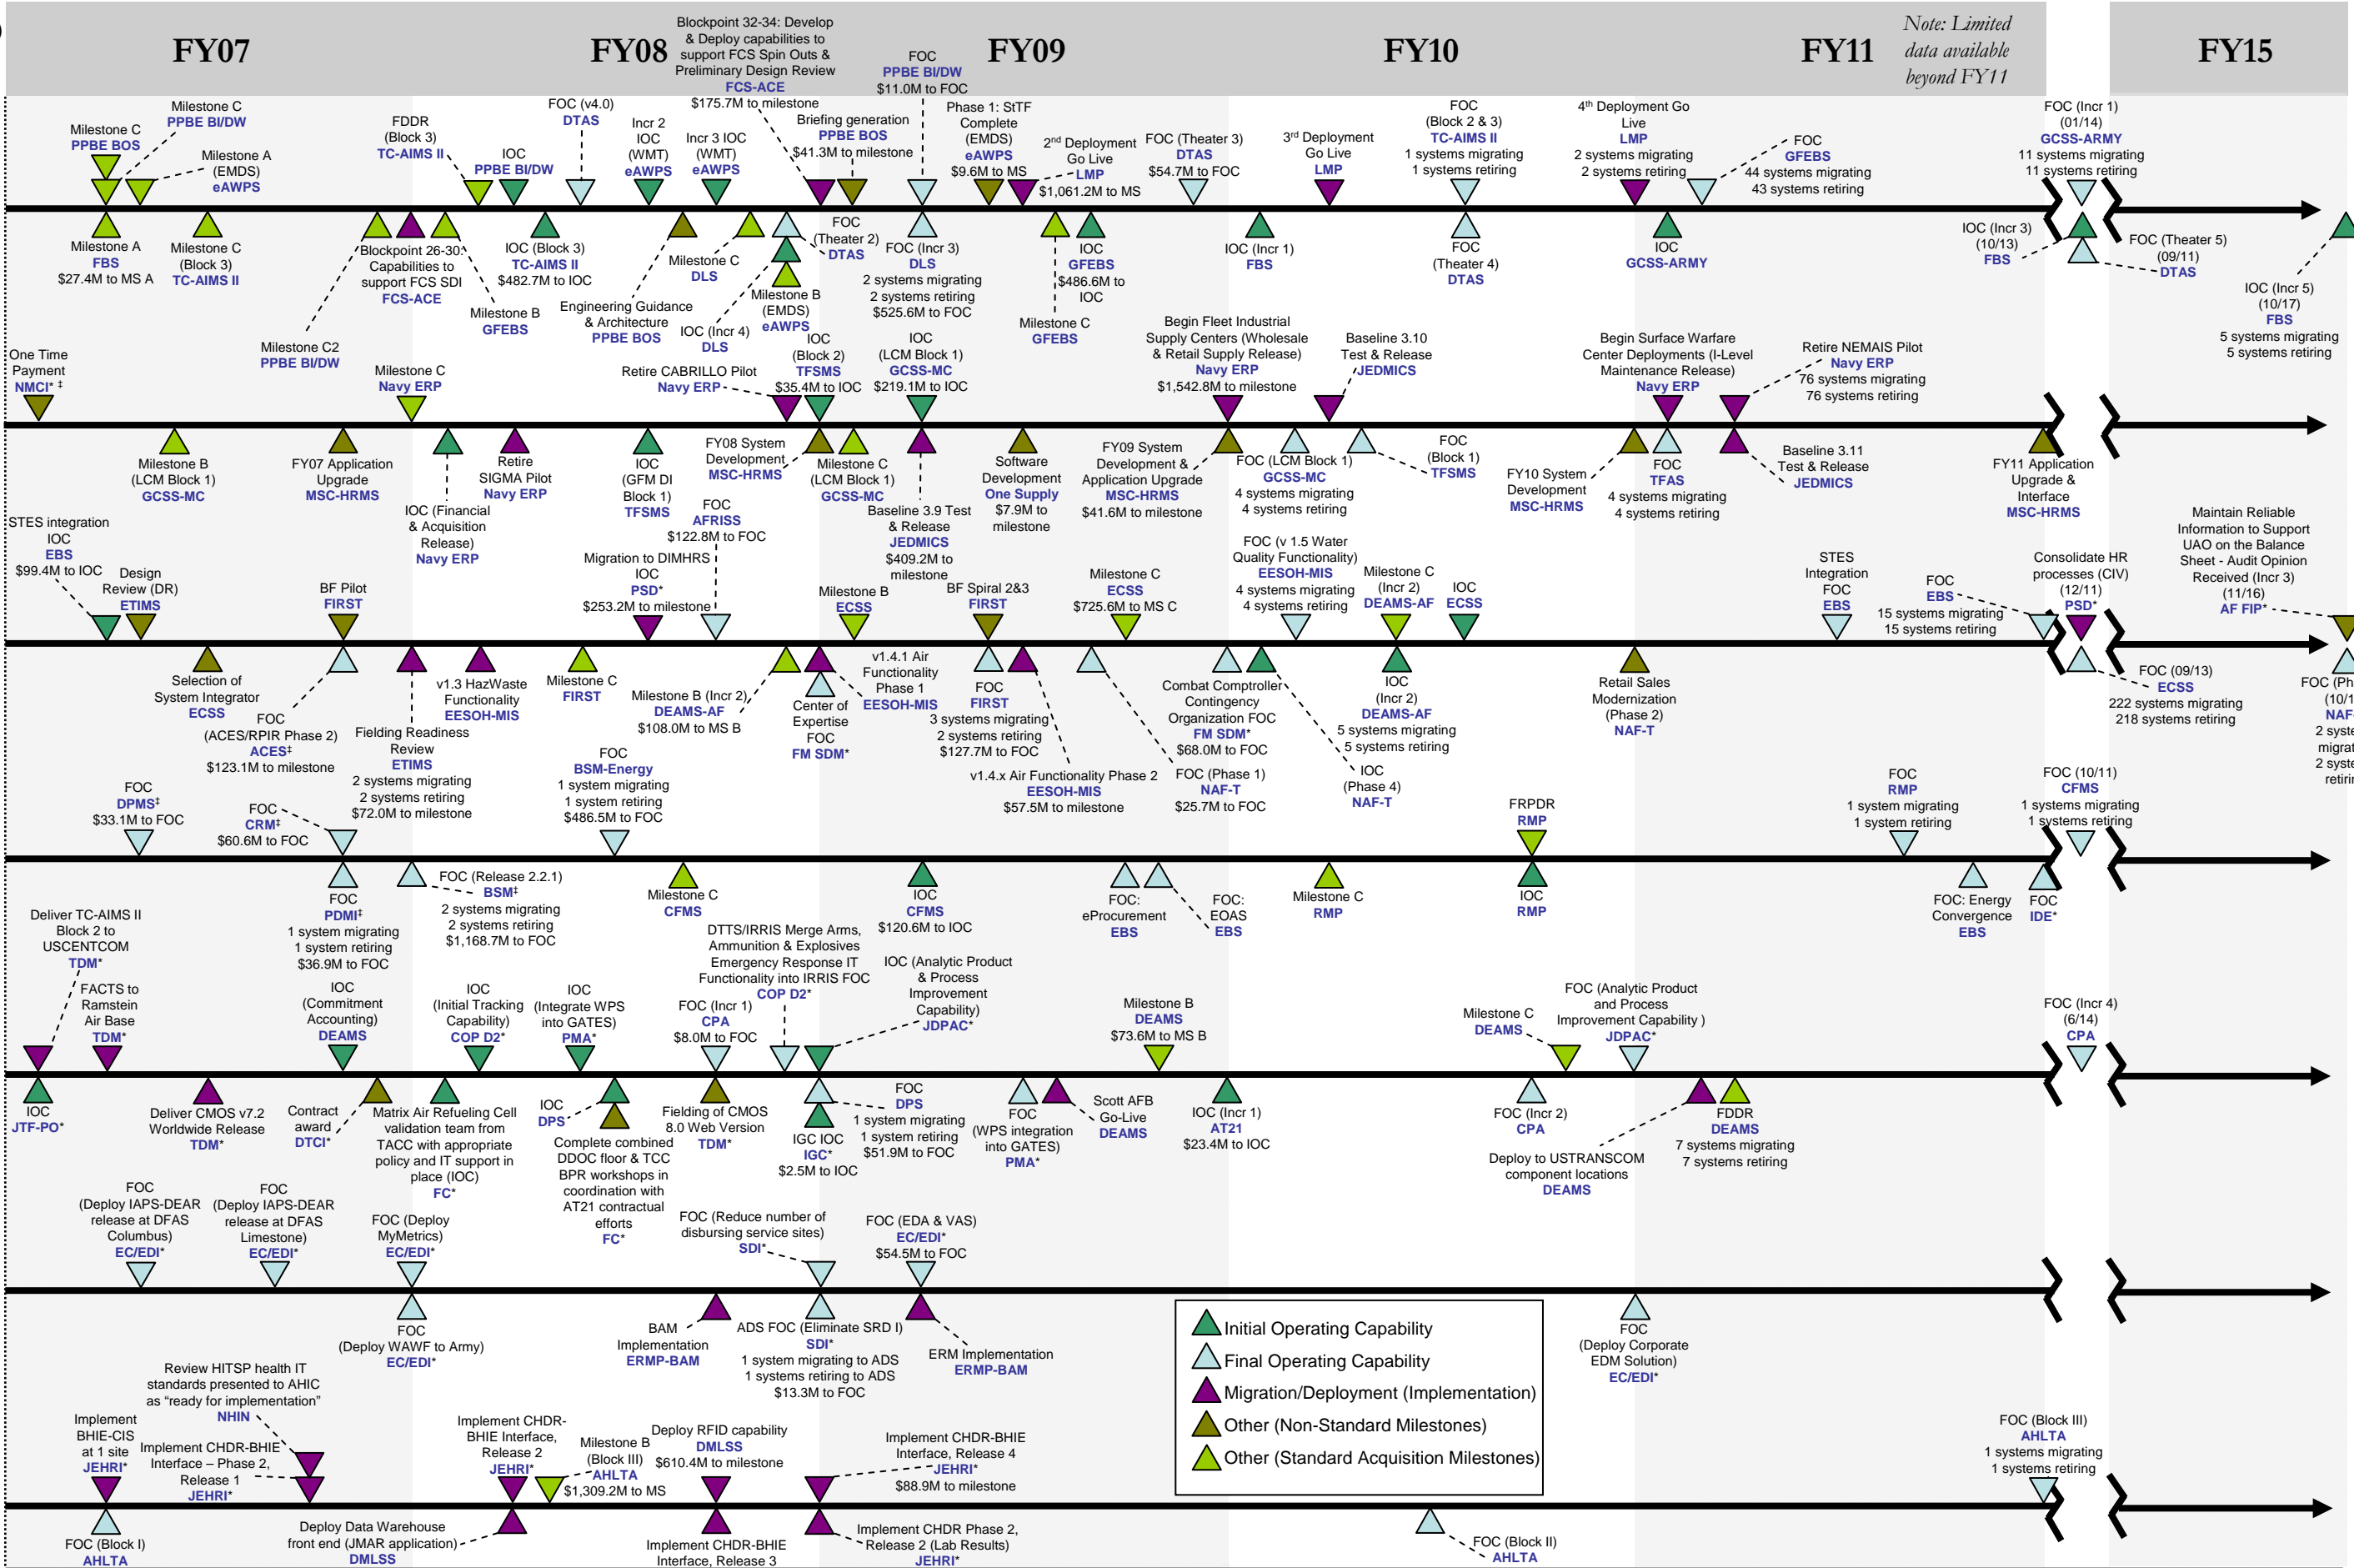 FY07
FY08
FY09
FY10
FY11
Note: Limited
data available
beyond FY11
FY15
Milestone C
PPBE BOS
Milestone C
PPBE BI/DW
Milestone A
(EMDS)
eAWPS
FDDR
(Block 3)
TC-AIMS II
IOC
PPBE BI/DW
FOC (v4.0)
DTAS
Incr 2
IOC
(WMT)
eAWPS
Incr 3 IOC
(WMT)
eAWPS
Blockpoint 32-34: Develop
& Deploy capabilities to
support FCS Spin Outs &
Preliminary Design Review
FCS-ACE
$175.7M to milestone
Briefing generation
PPBE BOS
$41.3M to milestone
FOC
PPBE BI/DW
$11.0M to FOC
Phase 1: StTF
Complete
(EMDS)
eAWPS
$9.6M to MS
2nd Deployment
Go Live
LMP
$1,061.2M to MS
FOC (Theater 3)
DTAS
$54.7M to FOC
3rd Deployment
Go Live
LMP
FOC
(Block 2 & 3)
TC-AIMS II
1 systems migrating
1 systems retiring
4th Deployment Go
Live
LMP
2 systems migrating
2 systems retiring
FOC
GFEBS
44 systems migrating
43 systems retiring
FOC (Incr 1)
(01/14)
GCSS-ARMY
11 systems migrating
11 systems retiring
Milestone A
FBS
$27.4M to MS A
Milestone C
(Block 3)
TC-AIMS II
Milestone C2
PPBE BI/DW
Blockpoint 26-30:
Capabilities to
support FCS SDI
FCS-ACE
Milestone B
GFEBS
IOC (Block 3)
TC-AIMS II
$482.7M to IOC
Engineering Guidance
& Architecture
PPBE BOS
Milestone C
DLS
IOC (Incr 4)
DLS
Milestone B
(EMDS)
eAWPS
FOC
(Theater 2)
DTAS
FOC (Incr 3)
DLS
2 systems migrating
2 systems retiring
$525.6M to FOC
Milestone C
GFEBS
IOC
GFEBS
$486.6M to
IOC
IOC (Incr 1)
FBS
FOC
(Theater 4)
DTAS
IOC
GCSS-ARMY
IOC (Incr 3)
(10/13)
FBS
FOC (Theater 5)
(09/11)
DTAS
IOC (Incr 5)
(10/17)
FBS
5 systems migrating
5 systems retiring
One Time
Payment
NMCI* ‡
Milestone C
Navy ERP
Retire CABRILLO Pilot
Navy ERP
IOC
(Block 2)
TFSMS
$35.4M to IOC
IOC
(LCM Block 1)
GCSS-MC
$219.1M to IOC
Begin Fleet Industrial
Supply Centers (Wholesale
& Retail Supply Release)
Navy ERP
$1,542.8M to milestone
Baseline 3.10
Test & Release
JEDMICS
Begin Surface Warfare
Center Deployments (I-Level
Maintenance Release)
Navy ERP
Retire NEMAIS Pilot
Navy ERP
76 systems migrating
76 systems retiring
Milestone B
(LCM Block 1)
GCSS-MC
FY07 Application
Upgrade
MSC-HRMS
IOC (Financial
& Acquisition
Release)
Navy ERP
Retire
SIGMA Pilot
Navy ERP
IOC
(GFM DI
Block 1)
TFSMS
FY08 System
Development
MSC-HRMS
Milestone C
(LCM Block 1)
GCSS-MC
Baseline 3.9 Test
& Release
JEDMICS
$409.2M to
milestone
Software
Development
One Supply
$7.9M to
milestone
FY09 System
Development &
Application Upgrade
MSC-HRMS
$41.6M to milestone
FOC (LCM Block 1)
GCSS-MC
4 systems migrating
4 systems retiring
FOC
(Block 1)
TFSMS
FY10 System
Development
MSC-HRMS
FOC
TFAS
4 systems migrating
4 systems retiring
Baseline 3.11
Test & Release
JEDMICS
FY11 Application
Upgrade &
Interface
MSC-HRMS
STES integration
IOC
EBS
$99.4M to IOC
Design
Review (DR)
ETIMS
BF Pilot
FIRST
Migration to DIMHRS
IOC
PSD*
$253.2M to milestone
FOC
AFRISS
$122.8M to FOC
Milestone B
ECSS
BF Spiral 2&3
FIRST
Milestone C
ECSS
$725.6M to MS C
FOC (v 1.5 Water
Quality Functionality)
EESOH-MIS
4 systems migrating
4 systems retiring
Milestone C
(Incr 2)
DEAMS-AF
IOC
ECSS
STES
Integration
FOC
EBS
FOC
EBS
15 systems migrating
15 systems retiring
Consolidate HR
processes (CIV)
(12/11)
PSD*
Maintain Reliable
Information to Support
UAO on the Balance
Sheet - Audit Opinion
Received (Incr 3)
(11/16)
AF FIP*
Selection of
System Integrator
ECSS
FOC
(ACES/RPIR Phase 2)
ACES‡
$123.1M to milestone
Fielding Readiness
Review
ETIMS
2 systems migrating
2 systems retiring
$72.0M to milestone
v1.3 HazWaste
Functionality
EESOH-MIS
Milestone C
FIRST
Milestone B (Incr 2)
DEAMS-AF
$108.0M to MS B
Center of
Expertise
FOC
FM SDM*
v1.4.1 Air
Functionality
Phase 1
EESOH-MIS
FOC
FIRST
3 systems migrating
2 systems retiring
$127.7M to FOC
v1.4.x Air Functionality Phase 2
EESOH-MIS
$57.5M to milestone
FOC (Phase 1)
NAF-T
$25.7M to FOC
Combat Comptroller
Contingency
Organization FOC
FM SDM*
$68.0M to FOC
IOC
(Phase 4)
NAF-T
IOC
(Incr 2)
DEAMS-AF
5 systems migrating
5 systems retiring
Retail Sales
Modernization
(Phase 2)
NAF-T
FOC (09/13)
ECSS
222 systems migrating
218 systems retiring
FOC (Ph
(10/1
NAF-
2 syste
migrat
2 syste
retirin
FOC
DPMS‡
$33.1M to FOC
FOC
CRM‡
$60.6M to FOC
FOC
BSM-Energy
1 system migrating
1 system retiring
$486.5M to FOC
FRPDR
RMP
FOC
RMP
1 system migrating
1 system retiring
FOC (10/11)
CFMS
1 systems migrating
1 systems retiring
FOC
PDMI‡
1 system migrating
1 system retiring
$36.9M to FOC
FOC (Release 2.2.1)
BSM‡
2 systems migrating
2 systems retiring
$1,168.7M to FOC
Milestone C
CFMS
IOC
CFMS
$120.6M to IOC
FOC:
eProcurement
EBS
FOC:
EOAS
EBS
Milestone C
RMP
IOC
RMP
FOC: Energy
Convergence
EBS
FOC
IDE*
Deliver TC-AIMS II
Block 2 to
USCENTCOM
TDM*
FACTS to
Ramstein
Air Base
TDM*
IOC
(Commitment
Accounting)
DEAMS
IOC
(Initial Tracking
Capability)
COP D2*
IOC
(Integrate WPS
into GATES)
PMA*
FOC (Incr 1)
CPA
$8.0M to FOC
DTTS/IRRIS Merge Arms,
Ammunition & Explosives
Emergency Response IT
Functionality into IRRIS FOC
COP D2*
IOC (Analytic Product
& Process
Improvement
Capability)
JDPAC*
Milestone B
DEAMS
$73.6M to MS B
Milestone C
DEAMS
FOC (Analytic Product
and Process
Improvement Capability )
JDPAC*
FOC (Incr 4)
(6/14)
CPA
IOC
JTF-PO*
Deliver CMOS v7.2
Worldwide Release
TDM*
Contract
award
DTCI*
Matrix Air Refueling Cell
validation team from
TACC with appropriate
policy and IT support in
place (IOC)
FC*
IOC
DPS
Complete combined
DDOC floor & TCC
BPR workshops in
coordination with
AT21 contractual
efforts
FC*
Fielding of CMOS
8.0 Web Version
TDM*
IGC IOC
IGC*
$2.5M to IOC
FOC
DPS
1 system migrating
1 system retiring
$51.9M to FOC
FOC
(WPS integration
into GATES)
PMA*
Scott AFB
Go-Live
DEAMS
IOC (Incr 1)
AT21
$23.4M to IOC
FOC (Incr 2)
CPA
Deploy to USTRANSCOM
component locations
DEAMS
FDDR
DEAMS
7 systems migrating
7 systems retiring
FOC
(Deploy IAPS-DEAR
release at DFAS
Columbus)
EC/EDI*
FOC
(Deploy IAPS-DEAR
release at DFAS
Limestone)
EC/EDI*
FOC (Deploy
MyMetrics)
EC/EDI*
FOC (Reduce number of
disbursing service sites)
SDI*
FOC (EDA & VAS)
EC/EDI*
$54.5M to FOC
FOC
(Deploy WAWF to Army)
EC/EDI*
BAM
Implementation
ERMP-BAM
ADS FOC (Eliminate SRD I)
SDI*
1 system migrating to ADS
1 systems retiring to ADS
$13.3M to FOC
ERM Implementation
ERMP-BAM
FOC
(Deploy Corporate
EDM Solution)
EC/EDI*
Initial Operating Capability
Final Operating Capability
Migration/Deployment (Implementation)
Other (Non-Standard Milestones)
Other (Standard Acquisition Milestones)
Implement
BHIE-CIS
at 1 site
JEHRI*
Review HITSP health IT
standards presented to AHIC
as “ready for implementation”
NHIN
Implement CHDR-BHIE
Interface – Phase 2,
Release 1
JEHRI*
Implement CHDR-
BHIE Interface,
Release 2
JEHRI*
Milestone B
(Block III)
AHLTA
$1,309.2M to MS
Deploy RFID capability
DMLSS
$610.4M to milestone
Implement CHDR-BHIE
Interface, Release 4
JEHRI*
$88.9M to milestone
FOC (Block III)
AHLTA
1 systems migrating
1 systems retiring
FOC (Block I)
AHLTA
Deploy Data Warehouse
front end (JMAR application)
DMLSS
Implement CHDR-BHIE
Interface, Release 3
Implement CHDR Phase 2,
Release 2 (Lab Results)
JEHRI*
FOC (Block II)
AHLTA